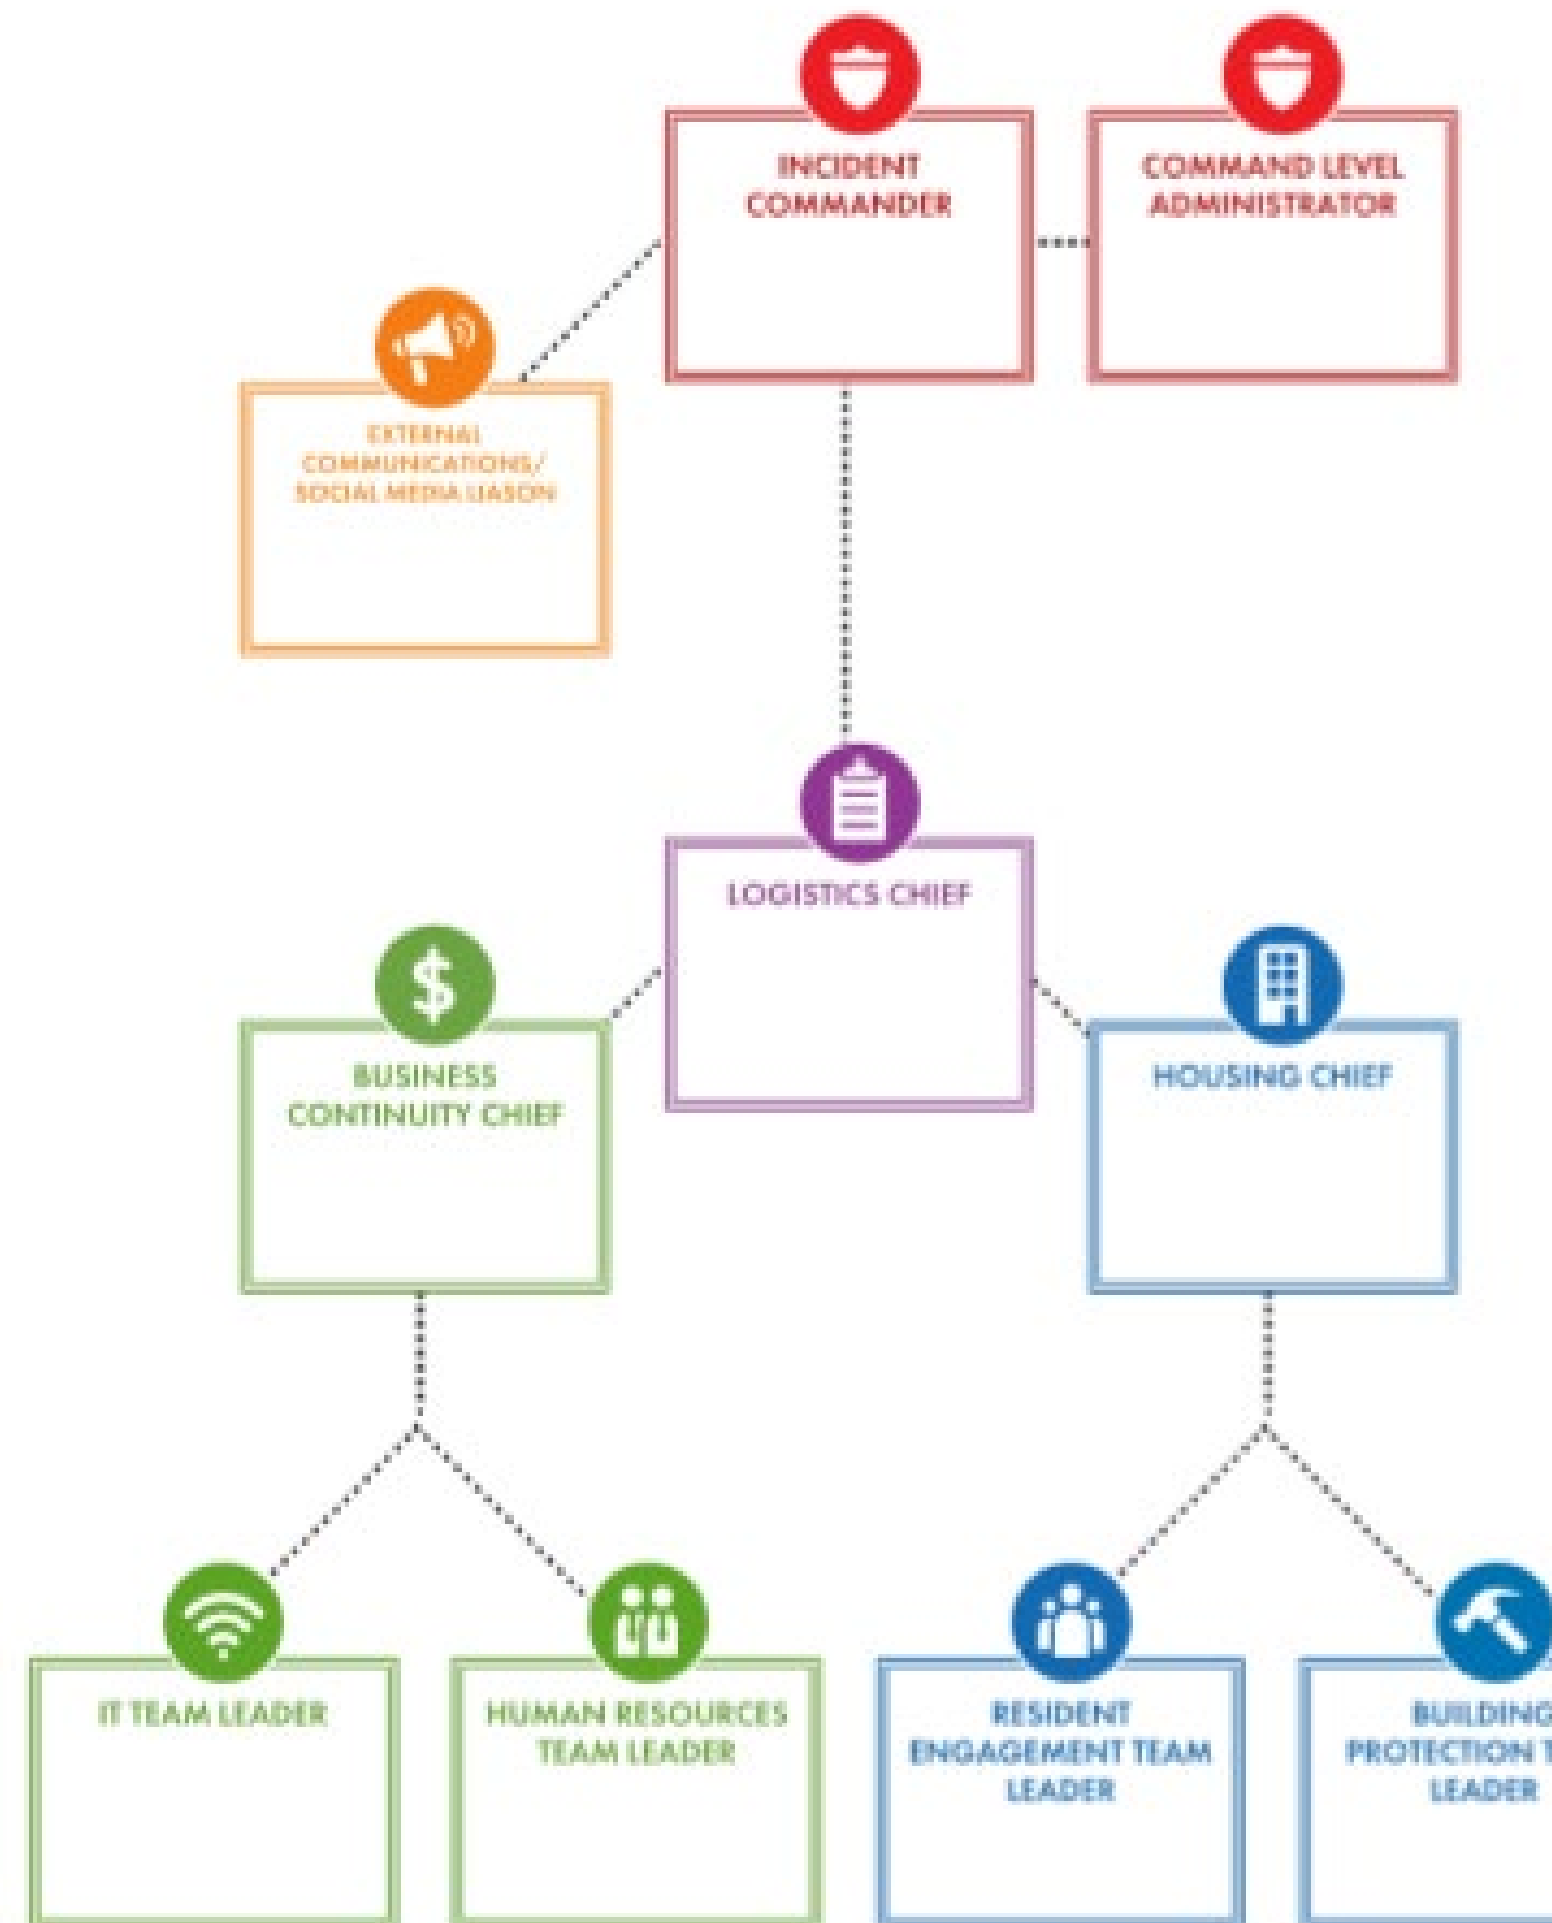 INCIDENT
COMMANDER
COMMAND LEVEL
ADMINISTRATOR
EXTERNAL
COMMUNICATIONS/
SOCIAL MEDIA LIASON
LOGISTICS CHIEF
BUSINESS
CONTINUITY CHIEF
HOUSING CHIEF
IT TEAM LEADER
HUMAN RESOURCES
TEAM LEADER
RESIDENT
ENGAGEMENT TEAM
LEADER
BUILDING
PROTECTION T
LEADER